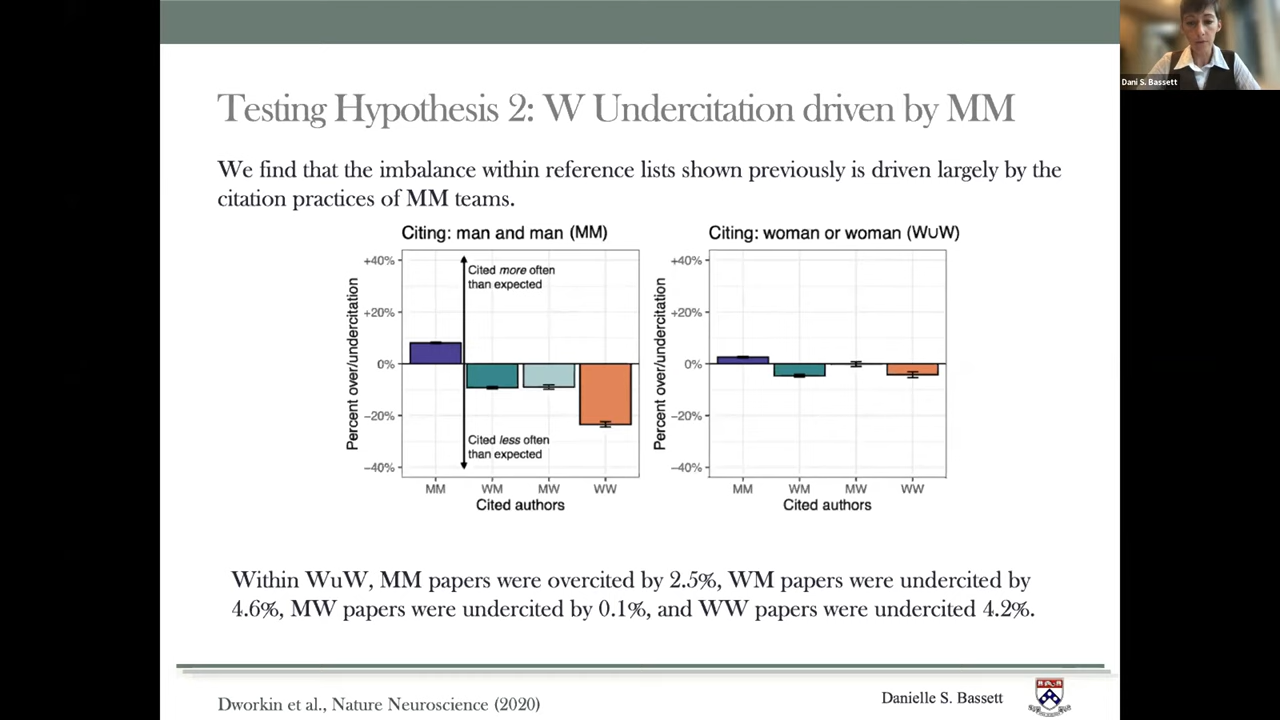 Dani S. Bassett
Testing Hypothesis 2: W Undercitation driven by MM
We find that the imbalance within reference lists shown previously is driven largely by the
citation practices of MM teams.
Citing: man and man (MM)
Percent over/undercitation
+40%
+20%
0%
−20%
−40%
Cited more often
than expected
Cited less often
than expected
MM WM MW WW
Cited authors
Citing: woman or woman (W∪W)
Percent over/undercitation
+40%
+20%
0%
−20%
−40%
MM WM MW WW
Cited authors
Within WuW, MM papers were overcited by 2.5%, WM papers were undercited by
4.6%, MW papers were undercited by 0.1%, and WW papers were undercited 4.2%.
Dworkin et al., Nature Neuroscience (2020)
Danielle S. Bassett